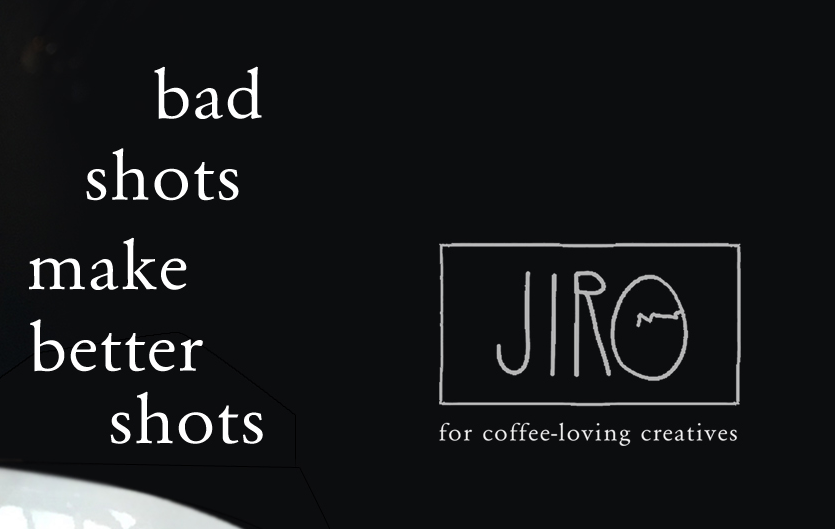 bad
shots
make
better
shots
JIRO
for coffee-loving creatives